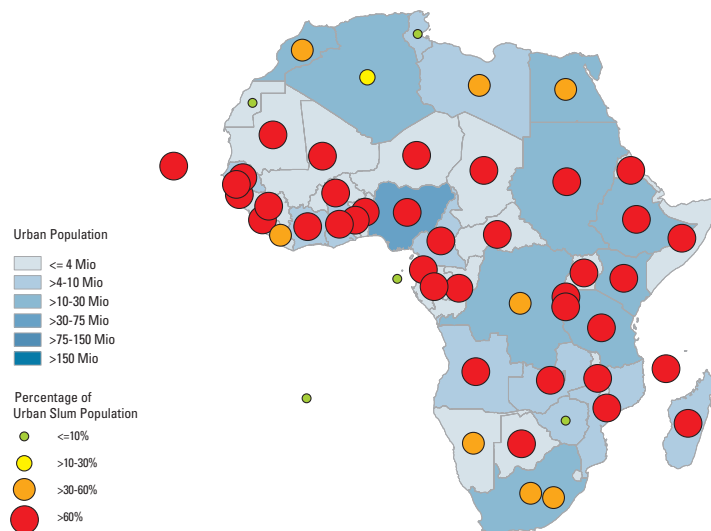 Urban Population
<= 4 Mio
>4-10 Mio
>10-30 Mio
>30-75 Mio
>75-150 Mio
>150 Mio
Percentage of
Urban Slum Population
<=10%
>10-30%
>30-60%
>60%